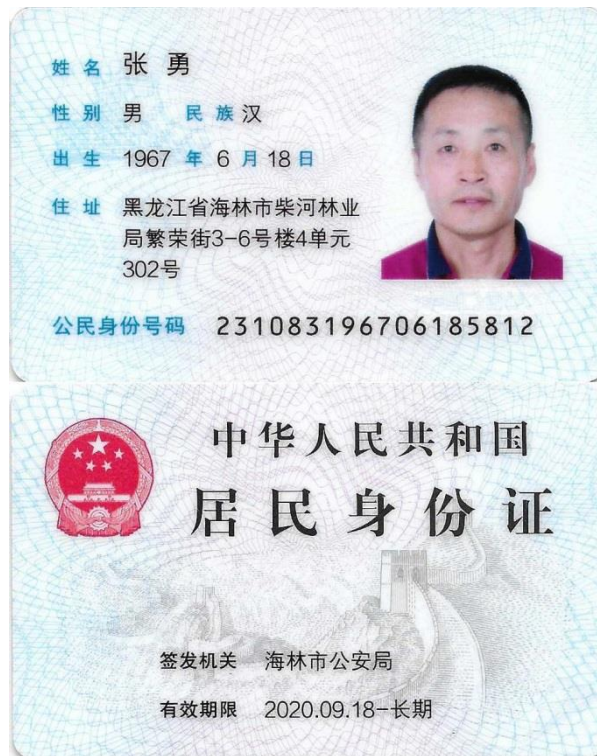 姓名 张勇
性别 男 民族 汉
出生 1967 年 6 月 18 日
住址 黑龙江省海林市柴河林业
局繁荣街3-6号楼4单元
302号
公民身份号码 231083196706185812
中华人民共和国
居民身份证
签发机关 海林市公安局
有效期限 2020.09.18-长期